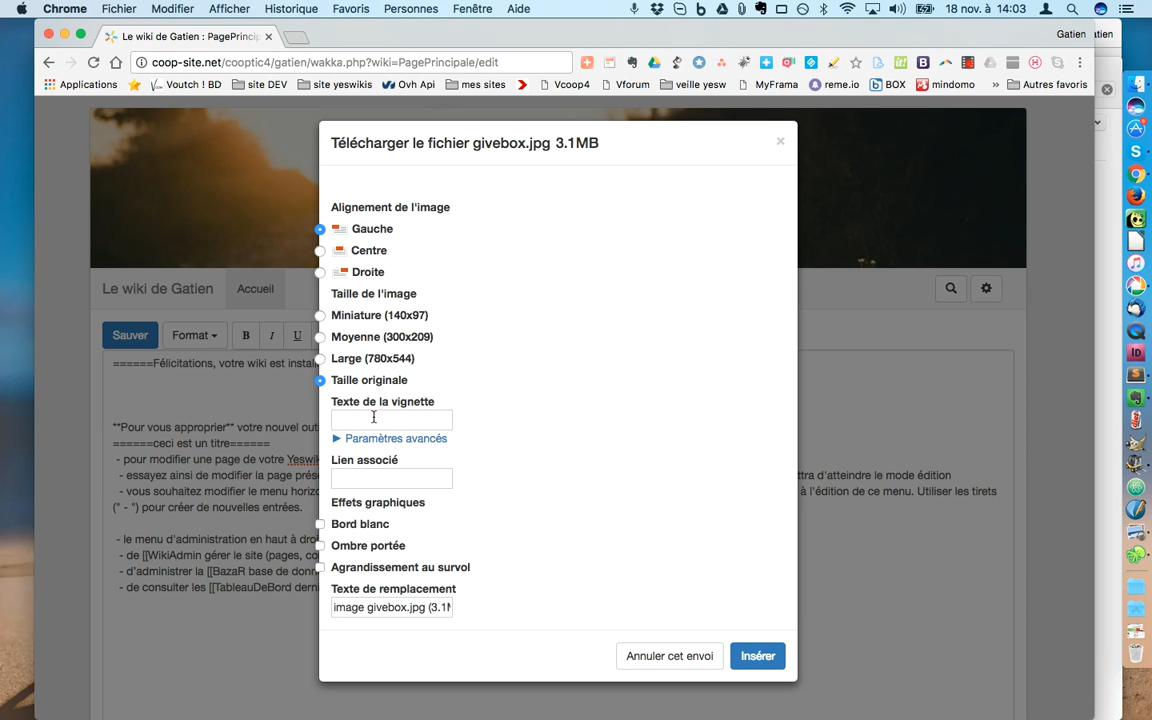 Chrome Fichier Modifier Afficher Historique Favoris Personnes Fenêtre Aide 18 nov. à 14:03
Le wiki de Gatien : PagePrincip Gatien tien
coop-site.net/cooptic4/gatien/wakka.php?wiki=PagePrincipale/edit
Applications Voutch ! BD site DEV site yeswikis Ovh Api mes sites Vcoop4 Vforum veille yesw MyFrama reme.io BOX mindomo » Autres favoris
Télécharger le fichier givebox.jpg 3.1MB ×
Alignement de l'image
Gauche
Centre
Droite
Taille de l'image
Miniature (140x97)
Moyenne (300x209)
Large (780x544)
Taille originale
Texte de la vignette
Paramètres avancés
Lien associé
Effets graphiques
Bord blanc
Ombre portée
Agrandissement au survol
Texte de remplacement
image givebox.jpg (3.1
Annuler cet envoi Insérer
Le wiki de Gatien Accueil
Sauver Format B I U
======Félicitations, votre wiki est install
**Pour vous approprier** votre nouvel
======ceci est un titre======
- pour modifier une page de votre Yeswi
- essayez ainsi de modifier la page prés ttra d'atteindre le mode édition
- vous souhaitez modifier le menu horizo à l'édition de ce menu. Utiliser les tirets
(" - ") pour créer de nouvelles entrées.
- le menu d'administration en haut à droi
- de [[WikiAdmin gérer le site (pages, co
- d'administrer la [[BazaR base de donn
- de consulter les [[TableauDeBord derni